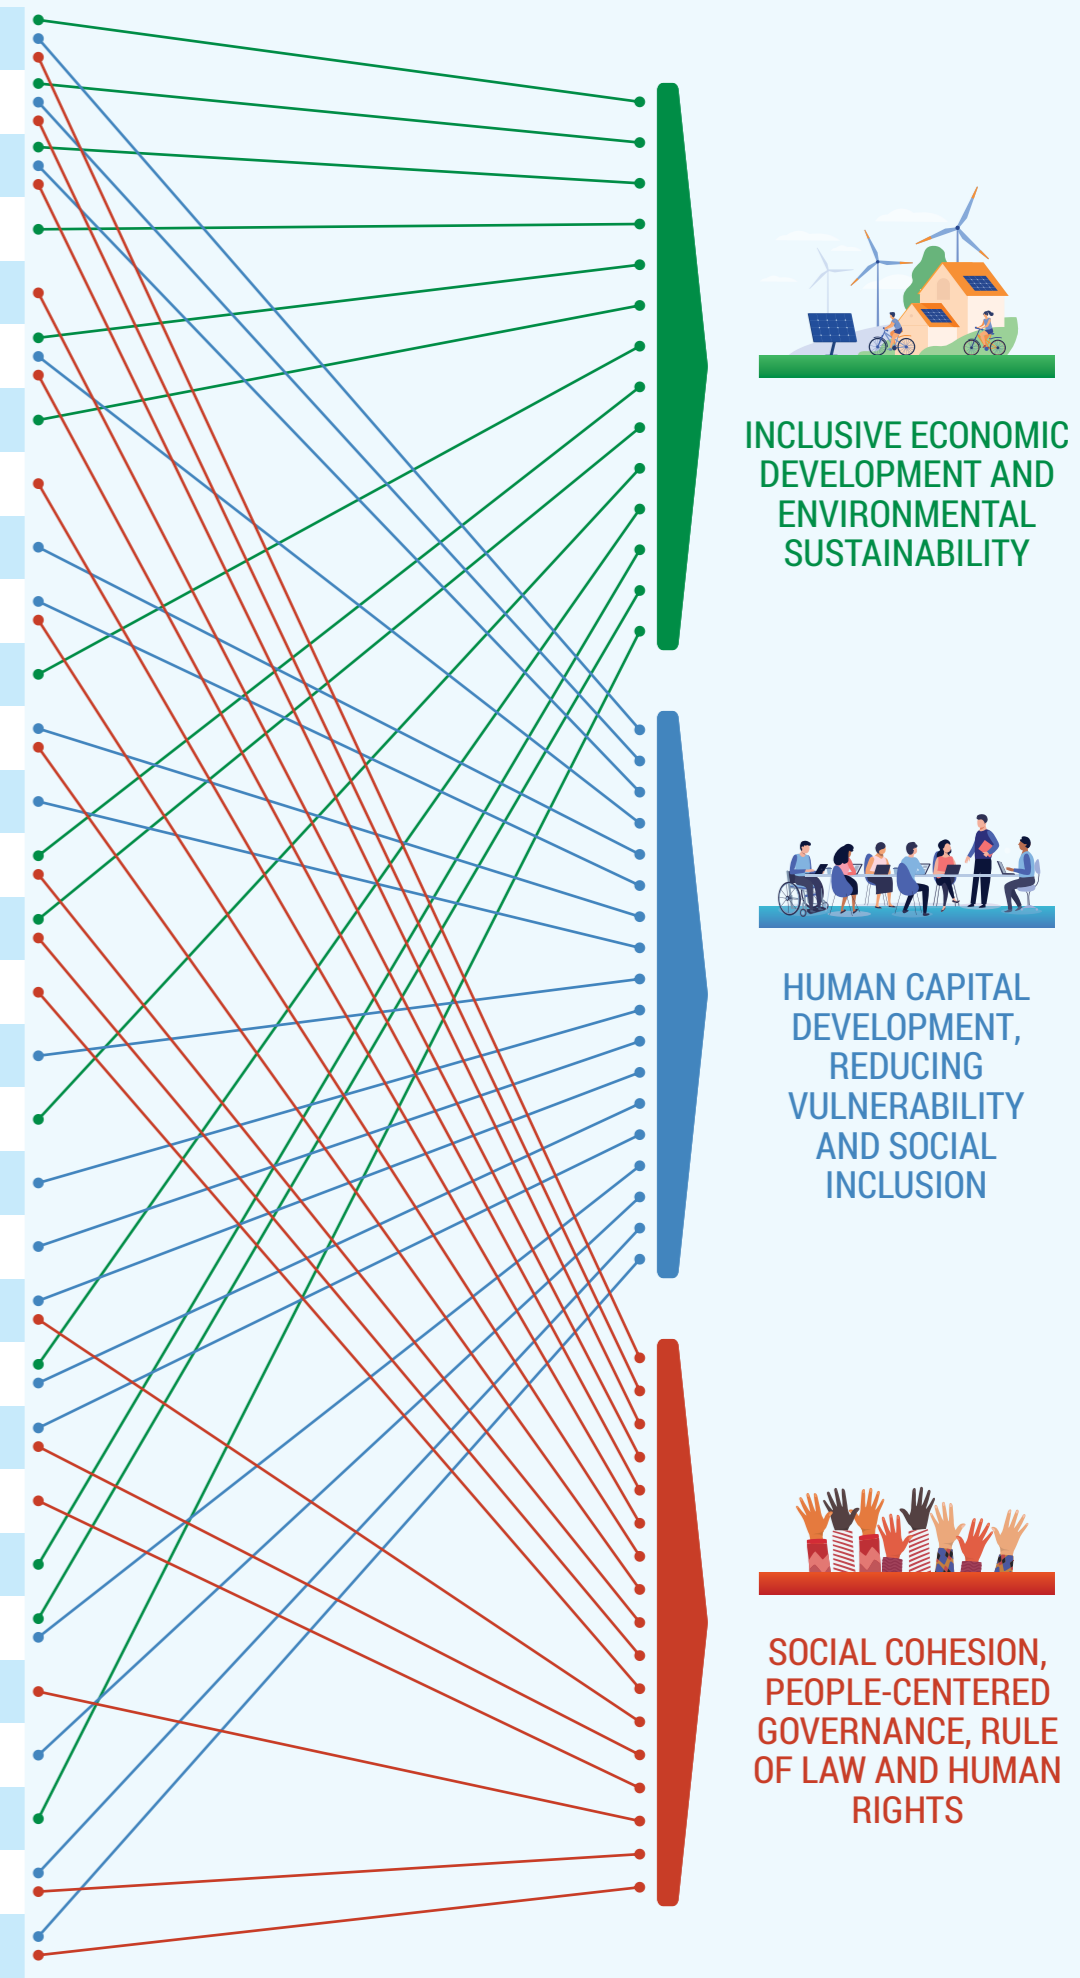 INCLUSIVE ECONOMIC
DEVELOPMENT AND
ENVIRONMENTAL
SUSTAINABILITY
HUMAN CAPITAL
DEVELOPMENT,
REDUCING
VULNERABILITY
AND SOCIAL
INCLUSION
SOCIAL COHESION,
PEOPLE-CENTERED
GOVERNANCE, RULE
OF LAW AND HUMAN
RIGHTS